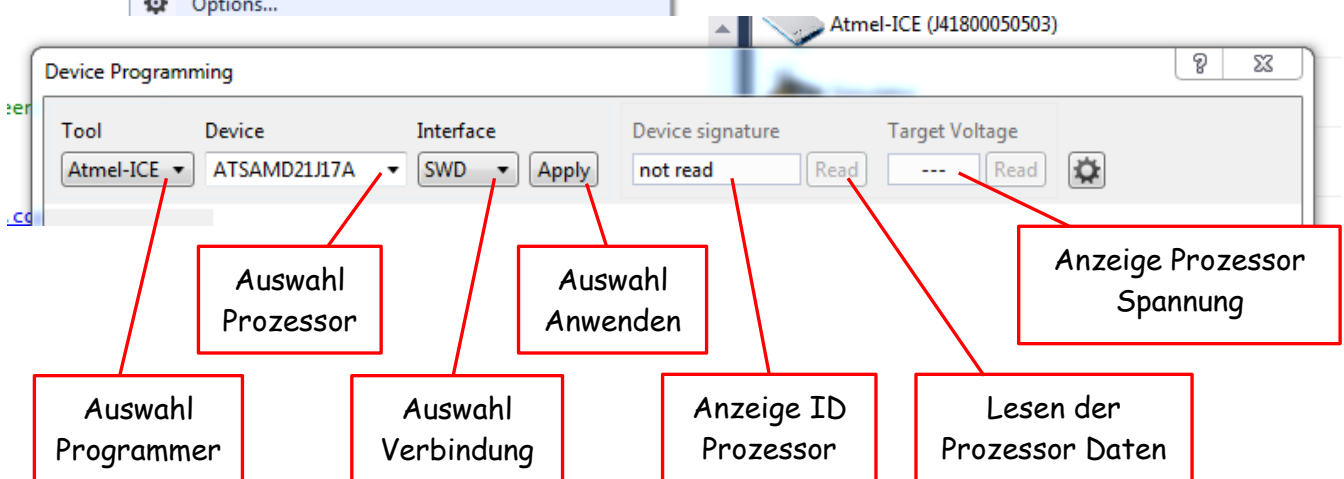 Options...
Atmel-ICE (J41800050503)
Device Programming
eer
Tool Device Interface Device signature Target Voltage
Atmel-ICE ATSAMD21J17A SWD Apply not read Read --- Read
.co
Auswahl
Prozessor
Auswahl
Anwenden
Anzeige Prozessor
Spannung
Auswahl
Programmer
Auswahl
Verbindung
Anzeige ID
Prozessor
Lesen der
Prozessor Daten